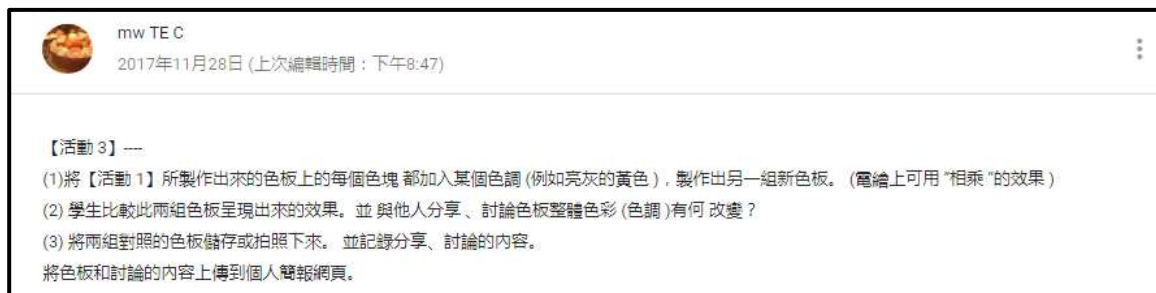 mw TE C
2017年11月28日 (上次編輯時間：下午8:47)
【活動 3】----
(1)將【活動 1】所製作出來的色板上的每個色塊 都加入某個色調 (例如亮灰的黃色 )，製作出另一組新色板。 (電繪上可用 "相乘 "的效果 )
(2) 學生比較此兩組色板呈現出來的效果。並 與他人分享 、討論色板整體色彩 (色調 )有何 改變？
(3) 將兩組對照的色板儲存或拍照下來。 並記錄分享、討論的內容。
將色板和討論的內容上傳到個人簡報網頁。